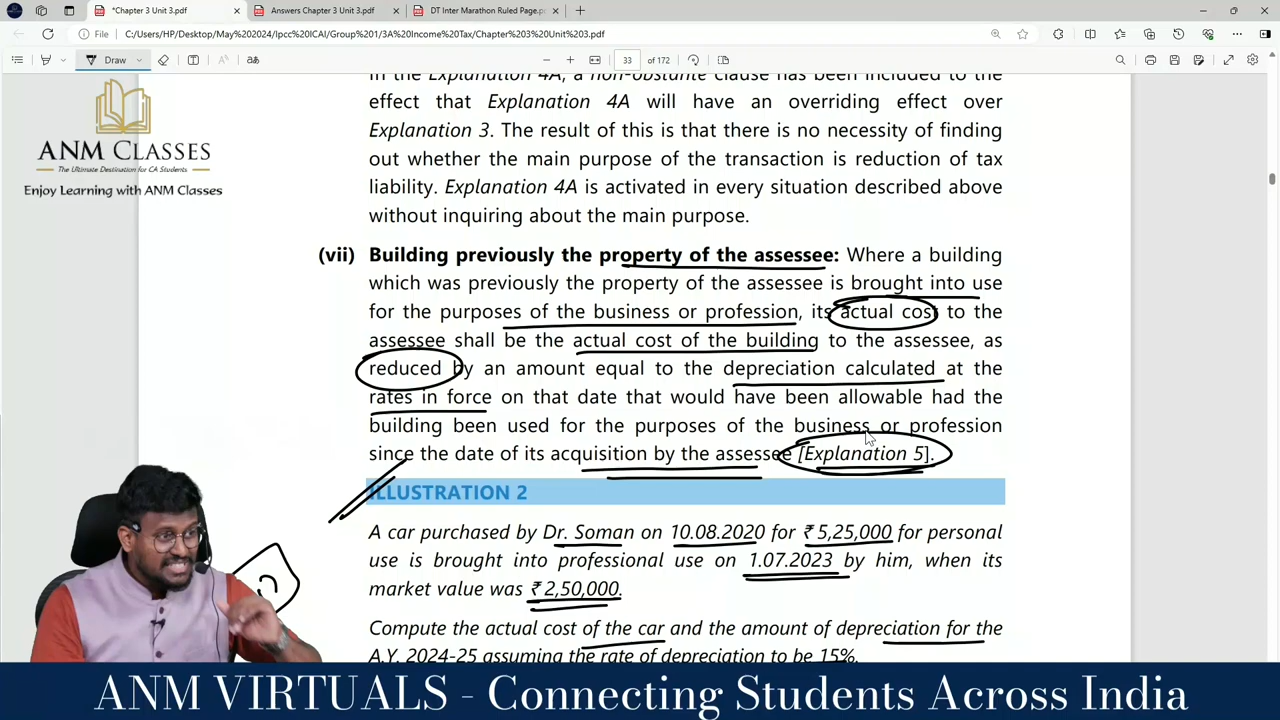 *Chapter 3 Unit 3.pdf
Answers Chapter 3 Unit 3.pdf
DT Inter Marathon Ruled Page.p
File
C:/Users/HP/Desktop/May%202024/Ipcc%20ICAI/Group%201/3A%20Income%20Tax/Chapter%203%20Unit%203.pdf
Draw
33 of 172
ANM CLASSES
The Ultimate Destination for CA Students
Enjoy Learning with ANM Classes
In the Explanation 4A, a non-obstante clause has been included to the
effect that Explanation 4A will have an overriding effect over
Explanation 3. The result of this is that there is no necessity of finding
out whether the main purpose of the transaction is reduction of tax
liability. Explanation 4A is activated in every situation described above
without inquiring about the main purpose.
(vii) Building previously the property of the assessee: Where a building
which was previously the property of the assessee is brought into use
for the purposes of the business or profession, its actual cost to the
assessee shall be the actual cost of the building to the assessee, as
reduced by an amount equal to the depreciation calculated at the
rates in force on that date that would have been allowable had the
building been used for the purposes of the business or profession
since the date of its acquisition by the assessee [Explanation 5].
ILLUSTRATION 2
A car purchased by Dr. Soman on 10.08.2020 for ₹ 5,25,000 for personal
use is brought into professional use on 1.07.2023 by him, when its
market value was ₹ 2,50,000.
Compute the actual cost of the car and the amount of depreciation for the
A.Y. 2024-25 assuming the rate of depreciation to be 15%.
ANM VIRTUALS - Connecting Students Across India